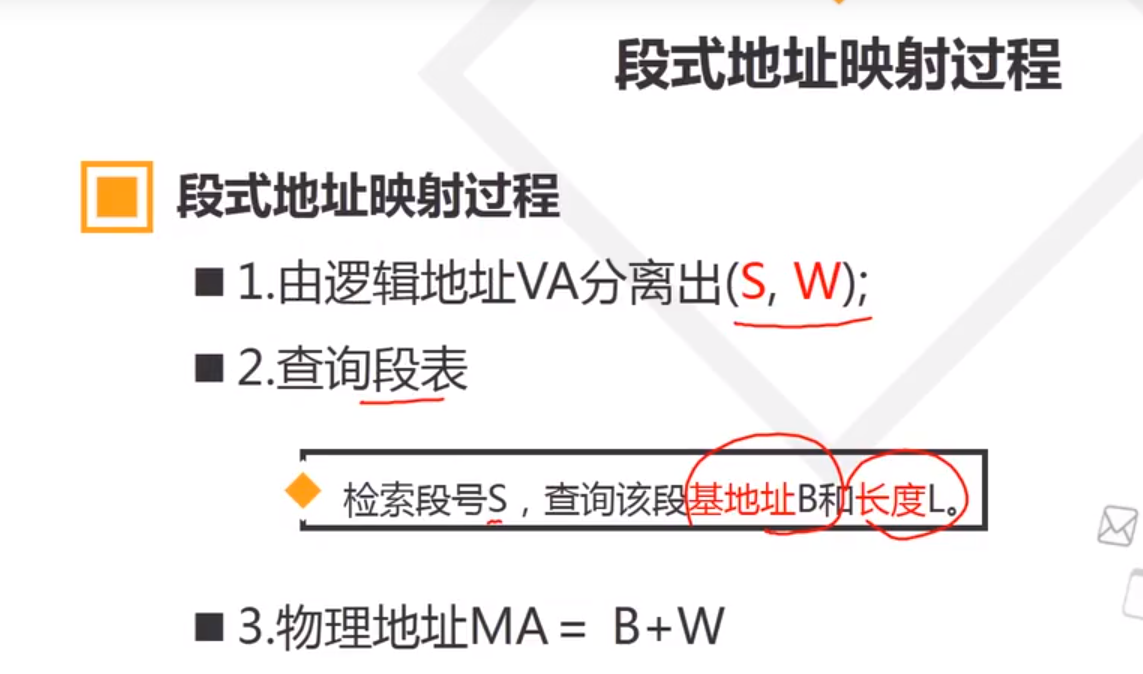 段式地址映射过程
段式地址映射过程
■ 1.由逻辑地址VA分离出(S, W);
■ 2.查询段表
检索段号S，查询该段基地址B和长度L。
■ 3.物理地址MA = B+W